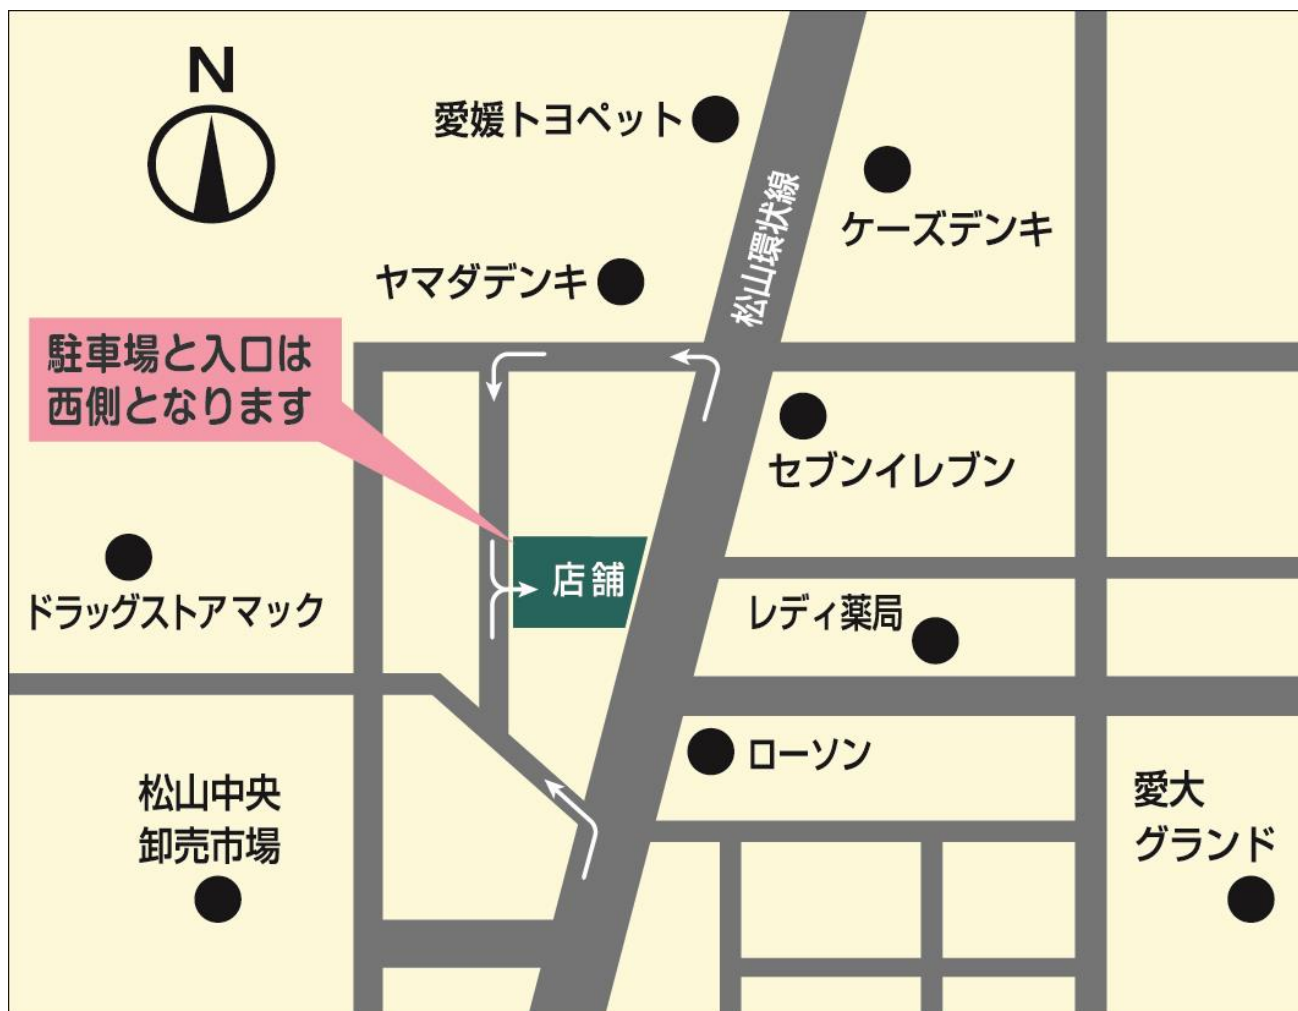 N
愛媛トヨペット
ケーズデンキ
松山環状線
ヤマダデンキ
駐車場と入口は
西側となります
セブンイレブン
店舗
ドラッグストアマック
レディ薬局
ローソン
松山中央
卸売市場
愛大
グランド